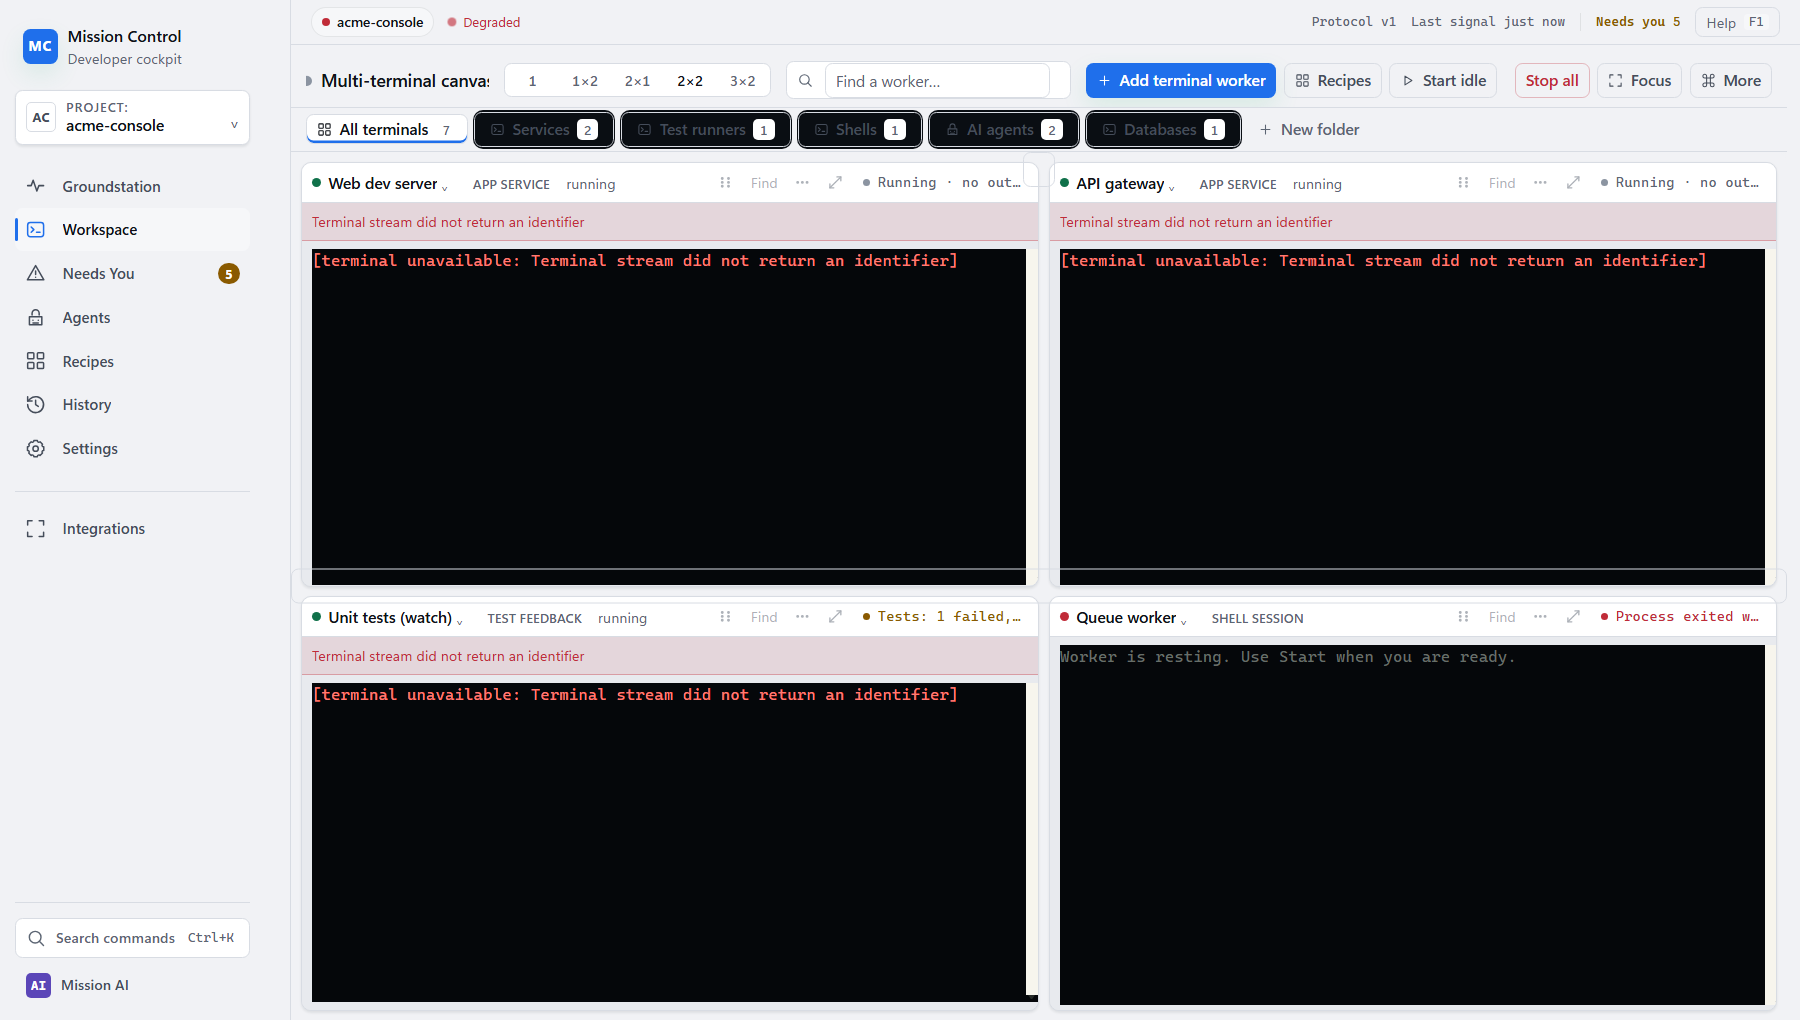 MC
Mission Control
Developer cockpit
AC
PROJECT:
acme-console
Groundstation
Workspace
Needs You 5
Agents
Recipes
History
Settings
Integrations
Search commands Ctrl+K
AI Mission AI
acme-console Degraded
Protocol v1 Last signal just now Needs you 5 Help F1
Multi-terminal canvas 1 1×2 2×1 2×2 3×2 Find a worker... + Add terminal worker Recipes Start idle Stop all Focus More
All terminals 7 Services 2 Test runners 1 Shells 1 AI agents 2 Databases 1 + New folder
Web dev server APP SERVICE running Find ··· Running · no out…
Terminal stream did not return an identifier
[terminal unavailable: Terminal stream did not return an identifier]
API gateway APP SERVICE running Find ··· Running · no out…
Terminal stream did not return an identifier
[terminal unavailable: Terminal stream did not return an identifier]
Unit tests (watch) TEST FEEDBACK running Find ··· Tests: 1 failed,…
Terminal stream did not return an identifier
[terminal unavailable: Terminal stream did not return an identifier]
Queue worker SHELL SESSION Find ··· Process exited w…
Worker is resting. Use Start when you are ready.